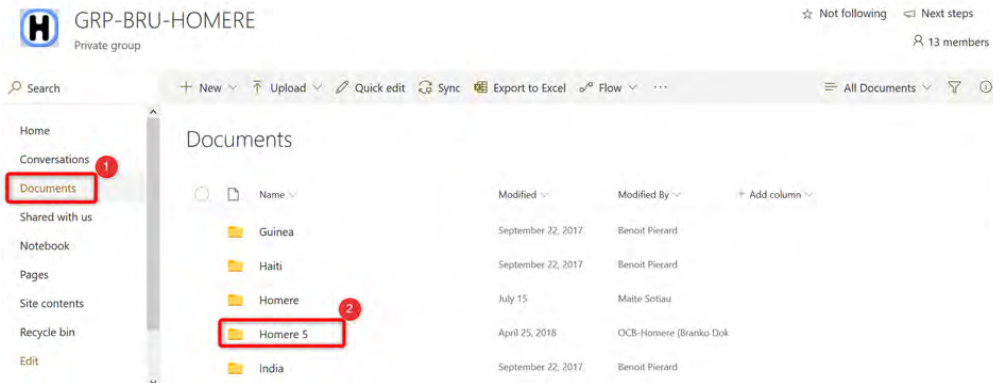 H GRP-BRU-HOMERE
Private group
Not following Next steps
13 members
Search
New Upload Quick edit Sync Export to Excel Flow ··· All Documents
Home
Conversations
1
Documents
Shared with us
Notebook
Pages
Site contents
Recycle bin
Edit
Documents
Name Modified Modified By + Add column
Guinea September 22, 2017 Benoit Pierard
Haiti September 22, 2017 Benoit Pierard
Homere July 15 Maite Sotiau
2
Homere 5 April 25, 2018 OCB-Homere (Branko Dok
India September 22, 2017 Benoit Pierard